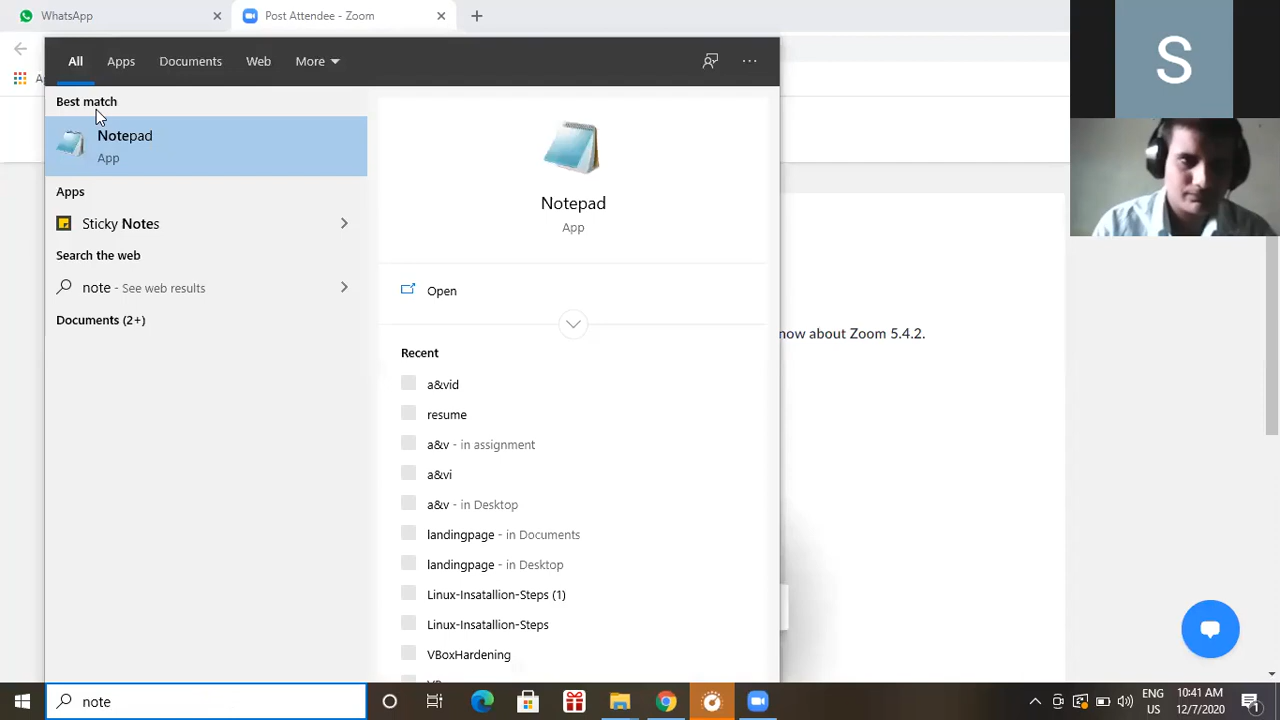 WhatsApp
Post Attendee - Zoom
All Apps Documents Web More
Best match
Notepad
App
Apps
Sticky Notes
Search the web
note - See web results
Documents (2+)
Notepad
App
Open
Recent
a&vid
resume
a&v - in assignment
a&vi
a&v - in Desktop
landingpage - in Documents
landingpage - in Desktop
Linux-Insatallion-Steps (1)
Linux-Insatallion-Steps
VBoxHardening
about Zoom 5.4.2.
S
note
ENG
US
10:41 AM
12/7/2020
1